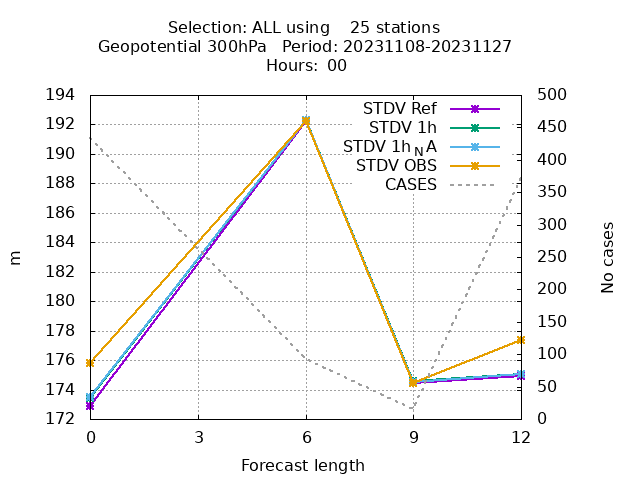 Selection: ALL using    25 stations
Geopotential 300hPa   Period: 20231108-20231127
Hours: 00
194
192
190
188
186
184
182
180
178
176
174
172
500
450
400
350
300
250
200
150
100
50
0
STDV Ref
STDV 1h
STDV 1h_NA
STDV OBS
CASES
m
No cases
0 3 6 9 12
Forecast length